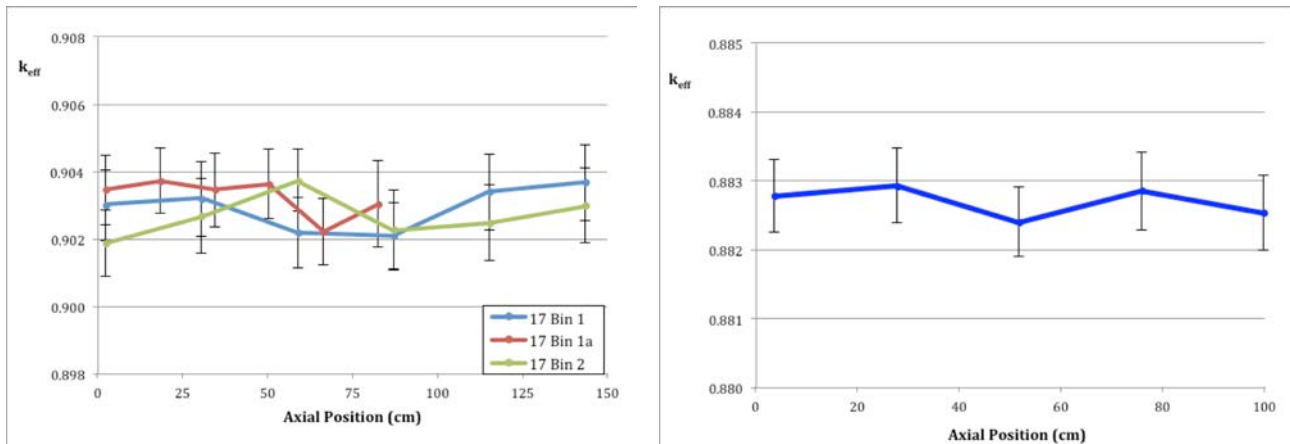 0.908
k_eff
0.906
0.904
0.902
0.900
0.898
0 25 50 75 100 125 150
Axial Position (cm)
17 Bin 1
17 Bin 1a
17 Bin 2
0.885
k_eff
0.884
0.883
0.882
0.881
0.880
0 20 40 60 80 100
Axial Position (cm)